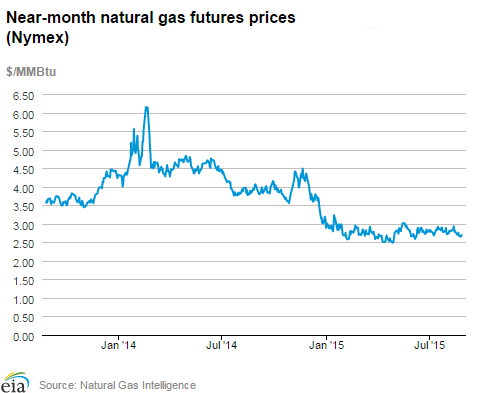 Near-month natural gas futures prices
(Nymex)
$/MMBtu
6.50
6.00
5.50
5.00
4.50
4.00
3.50
3.00
2.50
2.00
1.50
1.00
0.50
0.00
Jan '14
Jul '14
Jan '15
Jul '15
eia
Source: Natural Gas Intelligence